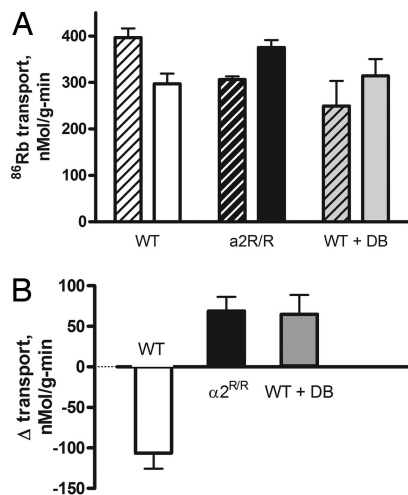 A
⁸⁶Rb transport,
nMol/g-min
400
300
200
100
0
WT
a2R/R
WT + DB
B
Δ transport,
nMol/g-min
100
50
0
-50
-100
-150
WT
α2ᴿ/ᴿ
WT + DB